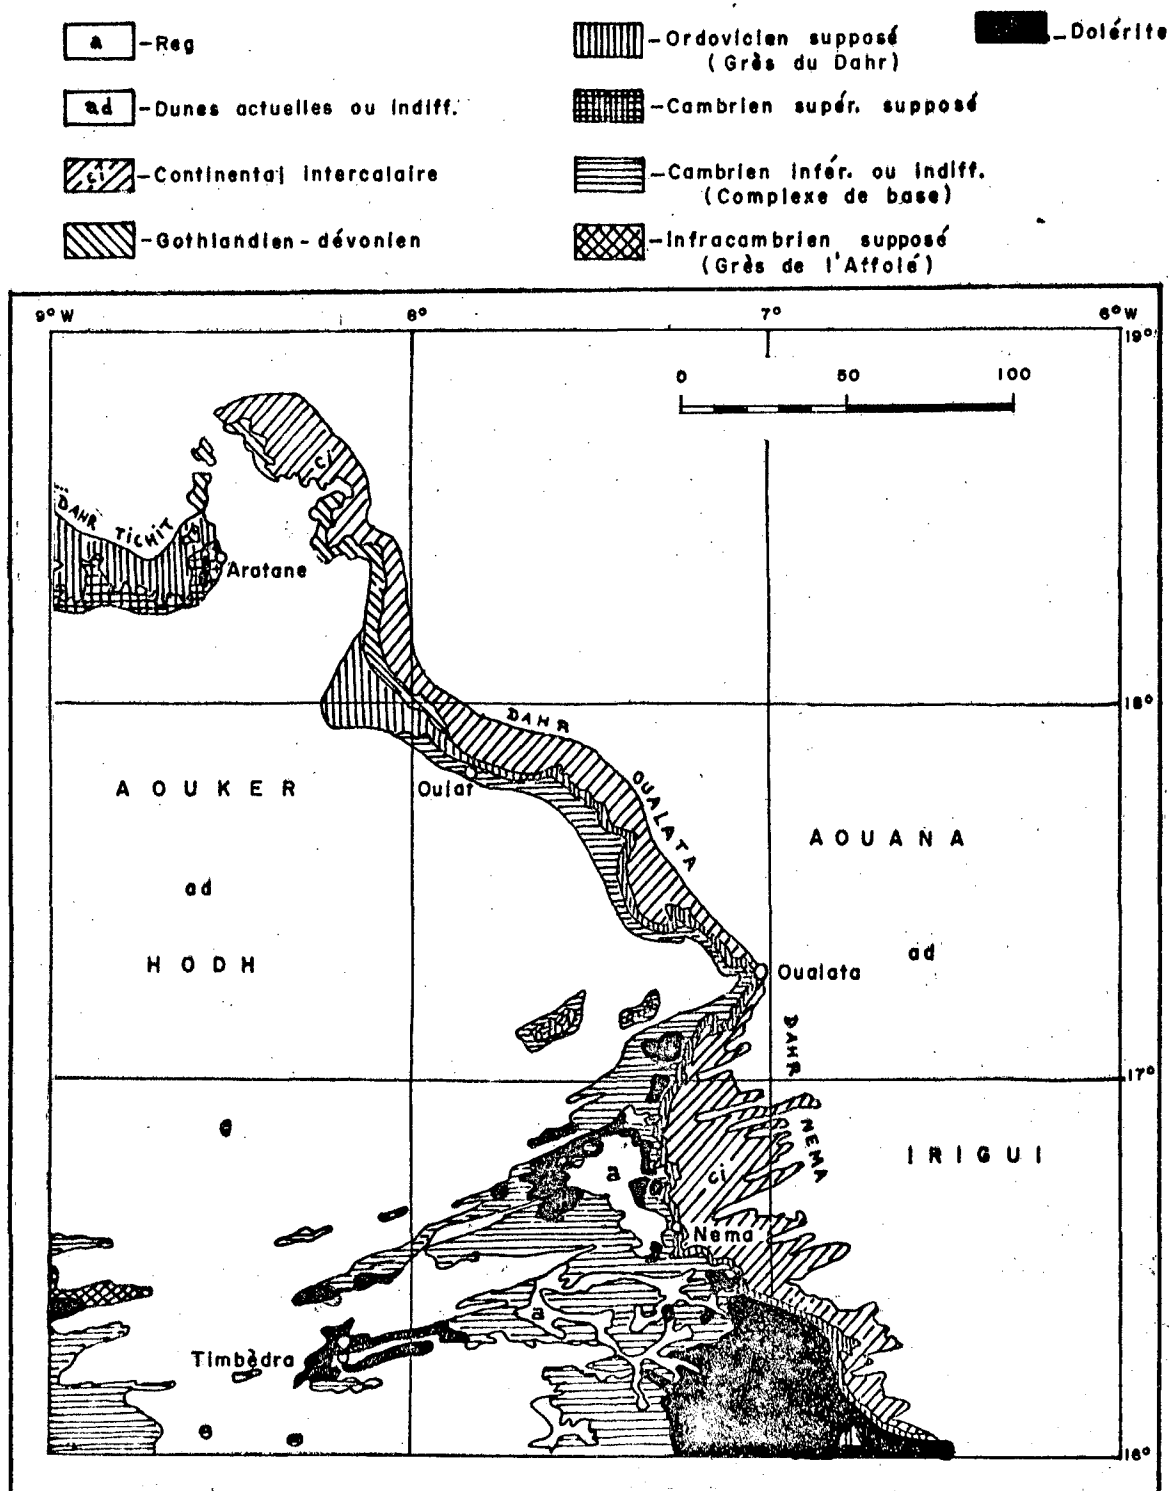 a - Reg
ad - Dunes actuelles ou indiff.
ci - Continental intercalaire
- Gothlandien - dévonien
- Ordovicien supposé
(Grès du Dahr)
- Cambrien supér. supposé
- Cambrien infér. ou indiff.
(Complexe de base)
- Infracambrien supposé
(Grès de l'Affolé)
- Dolérite
9° W
8°
7°
6° W
19°
0 50 100
ci
DAHR TICHIT
Aratane
18°
DAHR
OUALATA
AOUKER
Oujaf
AOUANA
ad
HODH
ad
Oualata
DAHR
17°
NEMA
IRIGUI
a
ci
Nema
a
Timbèdra
16°